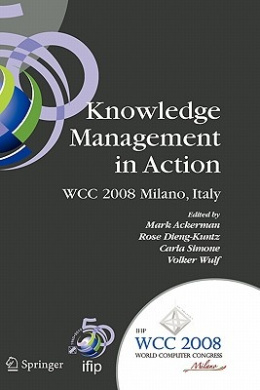 Knowledge
Management
in Action
WCC 2008 Milano, Italy
Edited by
Mark Ackerman
Rose Dieng-Kuntz
Carla Simone
Volker Wulf
50
ifip
IFIP
WCC 2008
WORLD COMPUTER CONGRESS
Milano
Springer